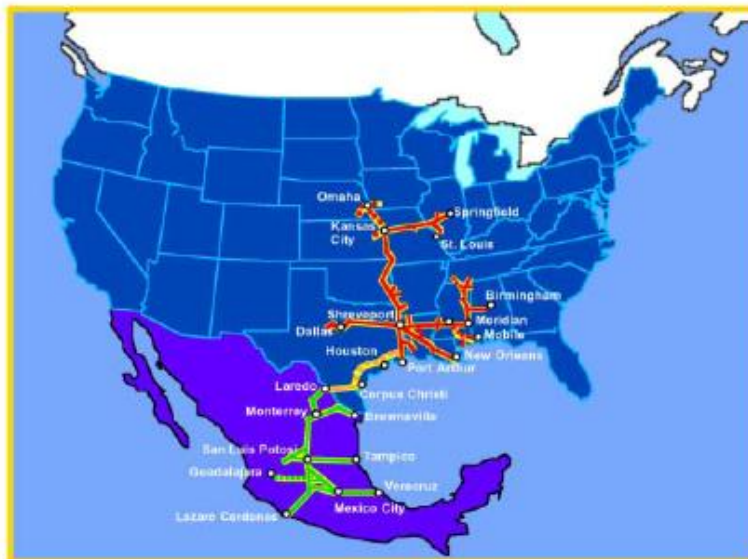 Omaha
Springfield
Kansas
City
St. Louis
Birmingham
Shreveport
Meridian
Dallas
Mobile
Houston
New Orleans
Port Arthur
Laredo
Corpus Christi
Monterrey
Brownsville
San Luis Potosi
Tampico
Guadalajara
Veracruz
Mexico City
Lazaro Cardenas